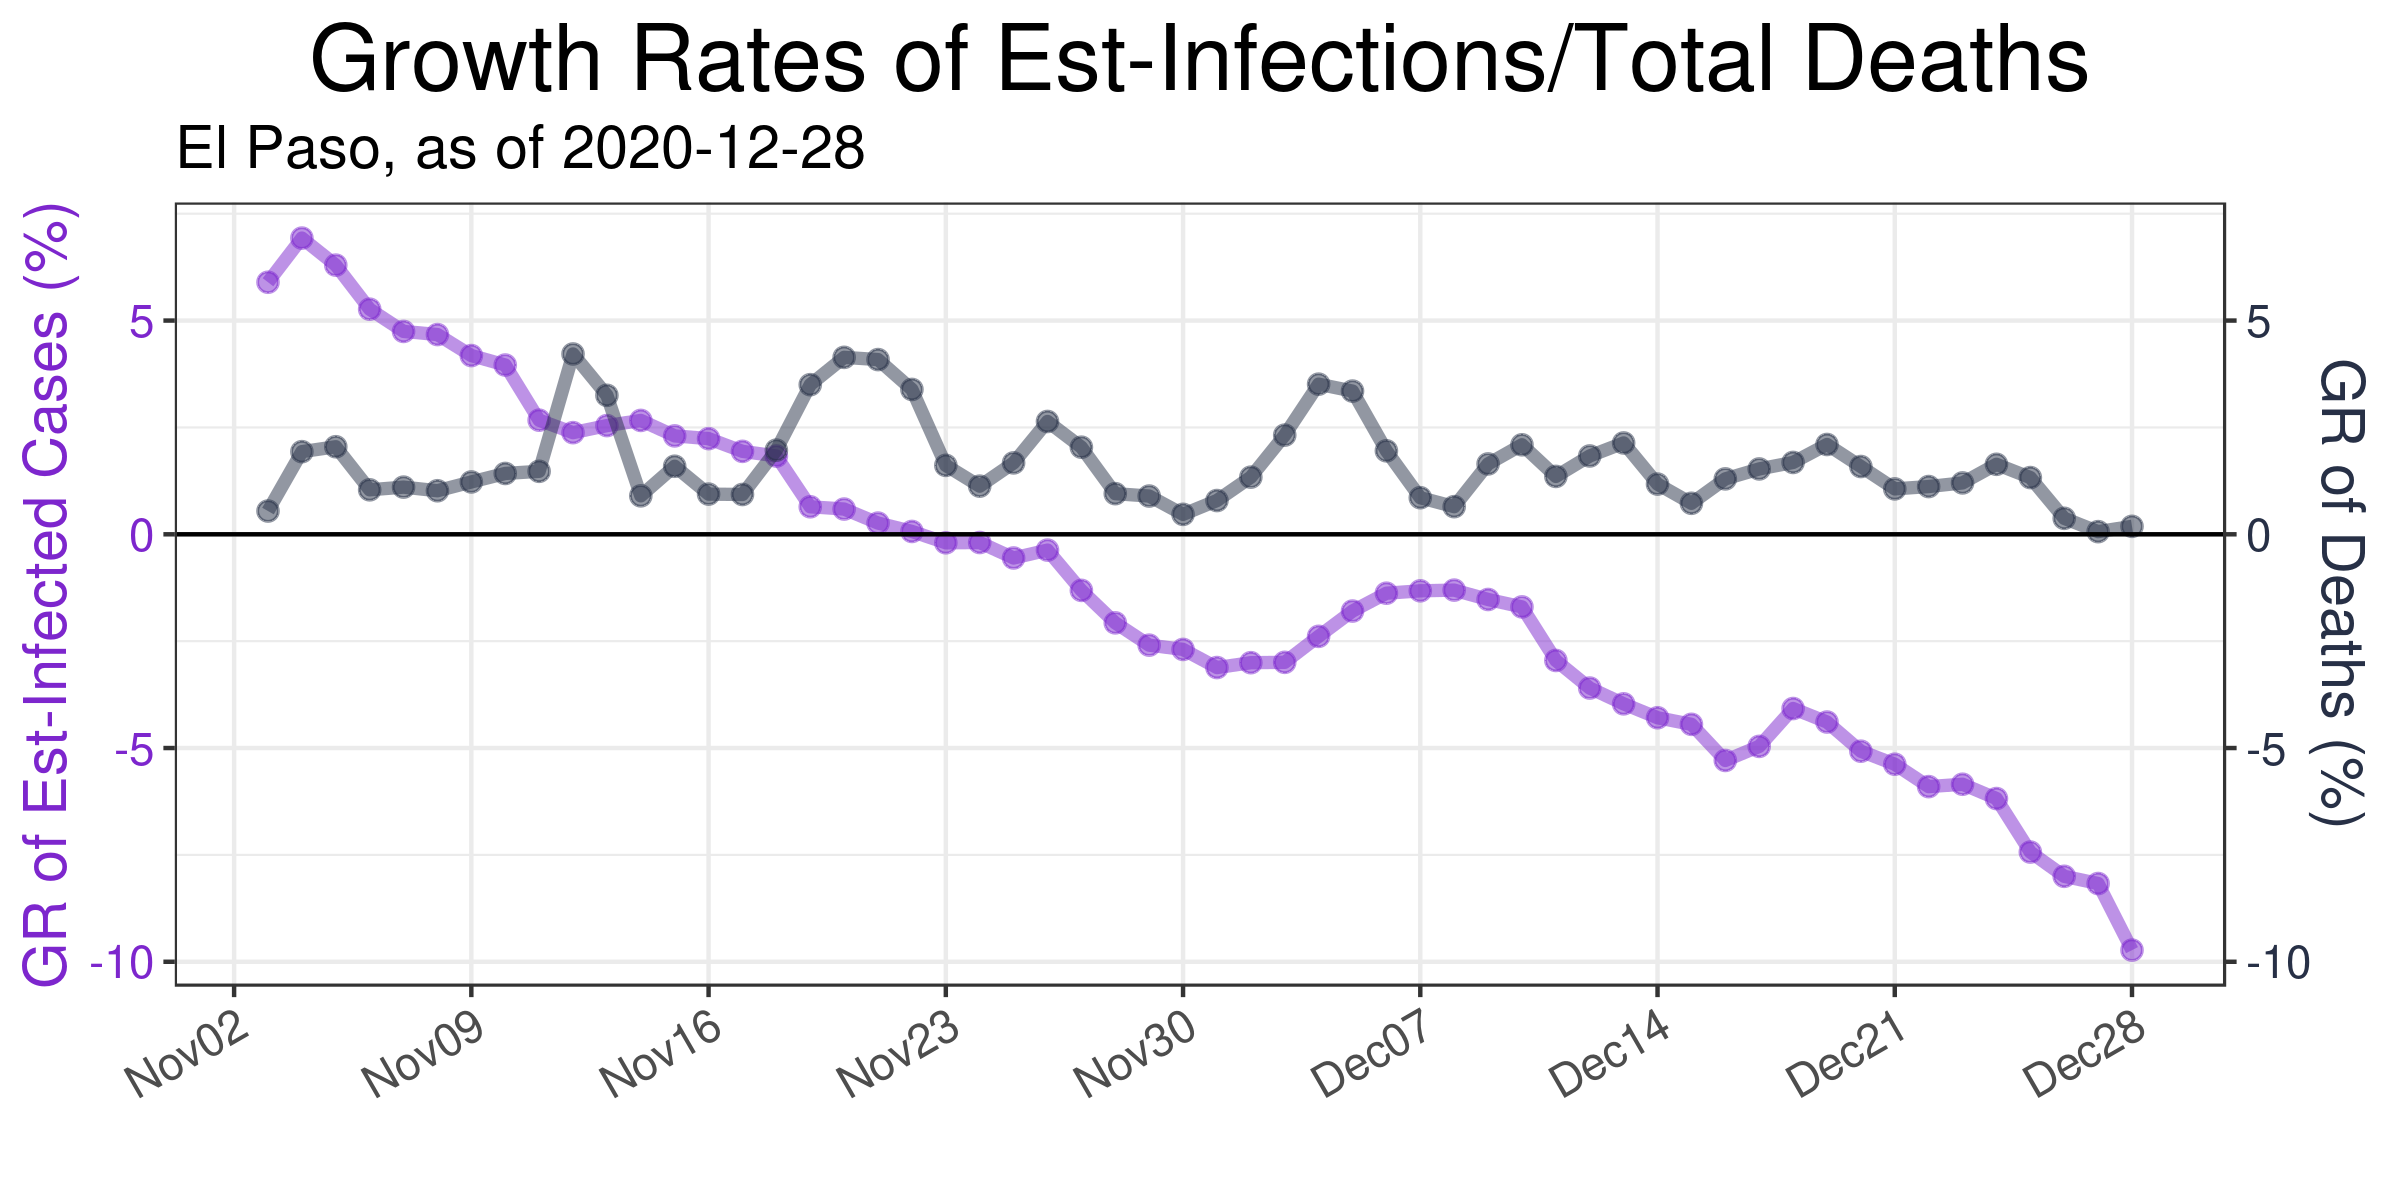 Growth Rates of Est-Infections/Total Deaths
El Paso, as of 2020-12-28
GR of Est-Infected Cases (%)
5
0
-5
-10
5
0
-5
-10
GR of Deaths (%)
Nov02
Nov09
Nov16
Nov23
Nov30
Dec07
Dec14
Dec21
Dec28